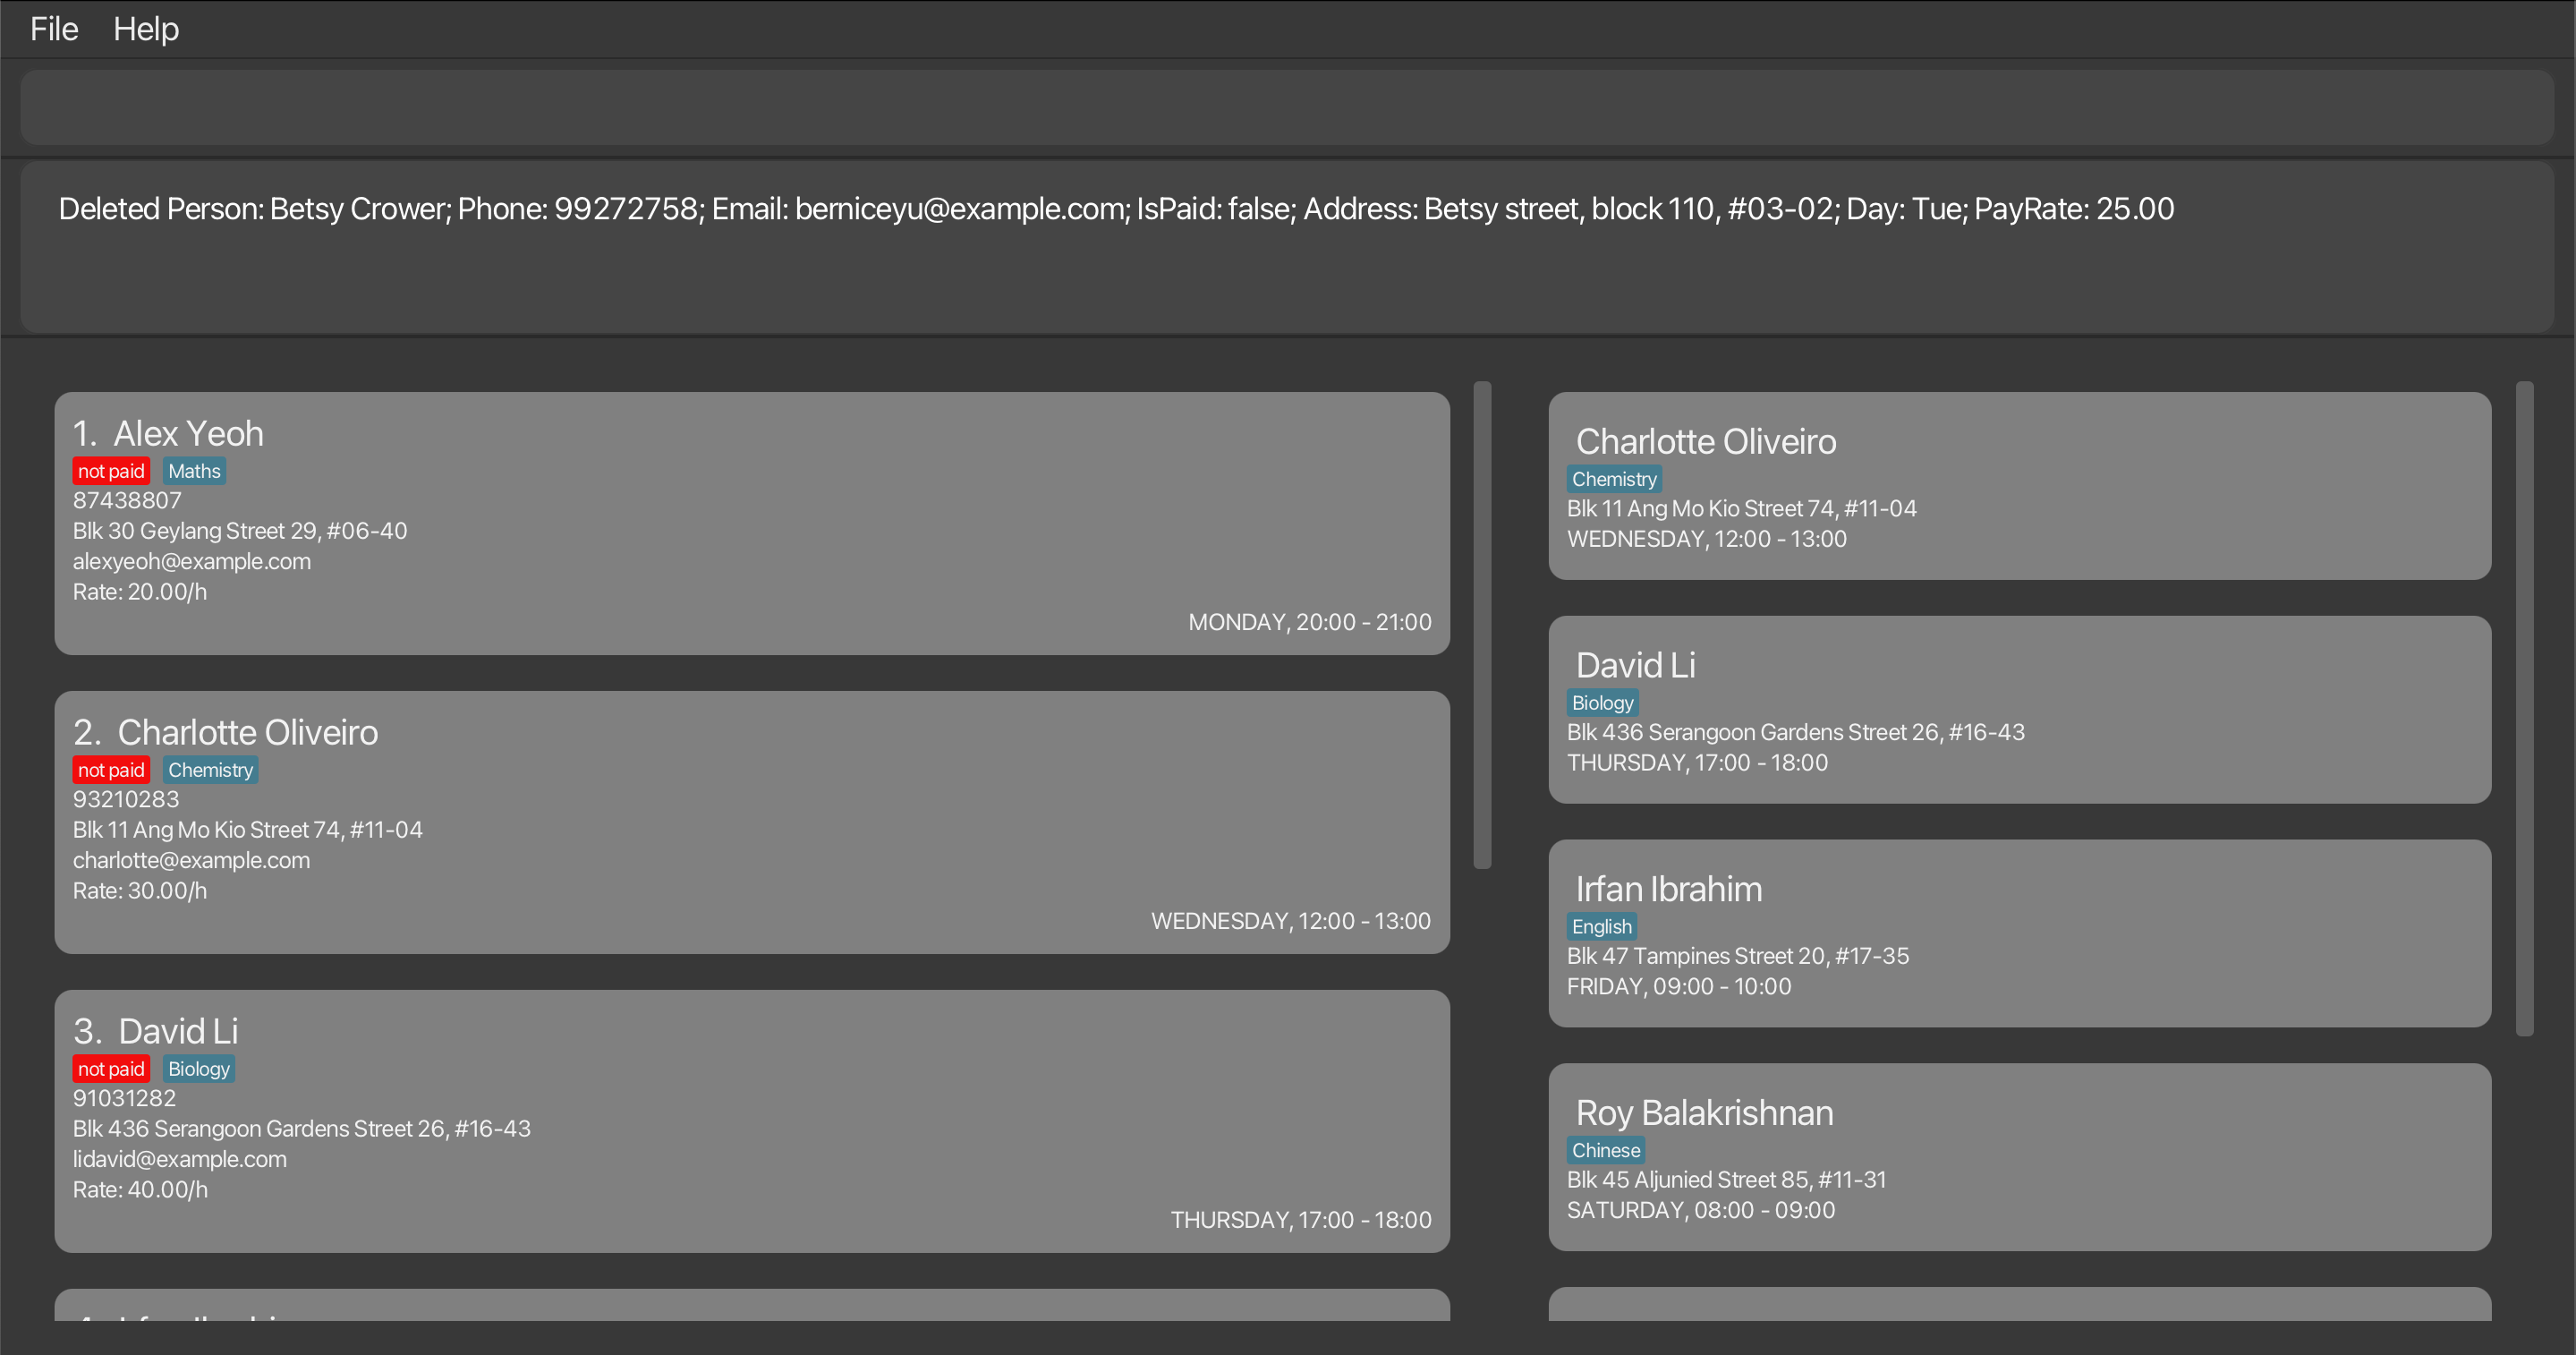 File Help
Deleted Person: Betsy Crower; Phone: 99272758; Email: berniceyu@example.com; IsPaid: false; Address: Betsy street, block 110, #03-02; Day: Tue; PayRate: 25.00
1. Alex Yeoh
not paid Maths
87438807
Blk 30 Geylang Street 29, #06-40
alexyeoh@example.com
Rate: 20.00/h
MONDAY, 20:00 - 21:00
2. Charlotte Oliveiro
not paid Chemistry
93210283
Blk 11 Ang Mo Kio Street 74, #11-04
charlotte@example.com
Rate: 30.00/h
WEDNESDAY, 12:00 - 13:00
3. David Li
not paid Biology
91031282
Blk 436 Serangoon Gardens Street 26, #16-43
lidavid@example.com
Rate: 40.00/h
THURSDAY, 17:00 - 18:00
Charlotte Oliveiro
Chemistry
Blk 11 Ang Mo Kio Street 74, #11-04
WEDNESDAY, 12:00 - 13:00
David Li
Biology
Blk 436 Serangoon Gardens Street 26, #16-43
THURSDAY, 17:00 - 18:00
Irfan Ibrahim
English
Blk 47 Tampines Street 20, #17-35
FRIDAY, 09:00 - 10:00
Roy Balakrishnan
Chinese
Blk 45 Aljunied Street 85, #11-31
SATURDAY, 08:00 - 09:00